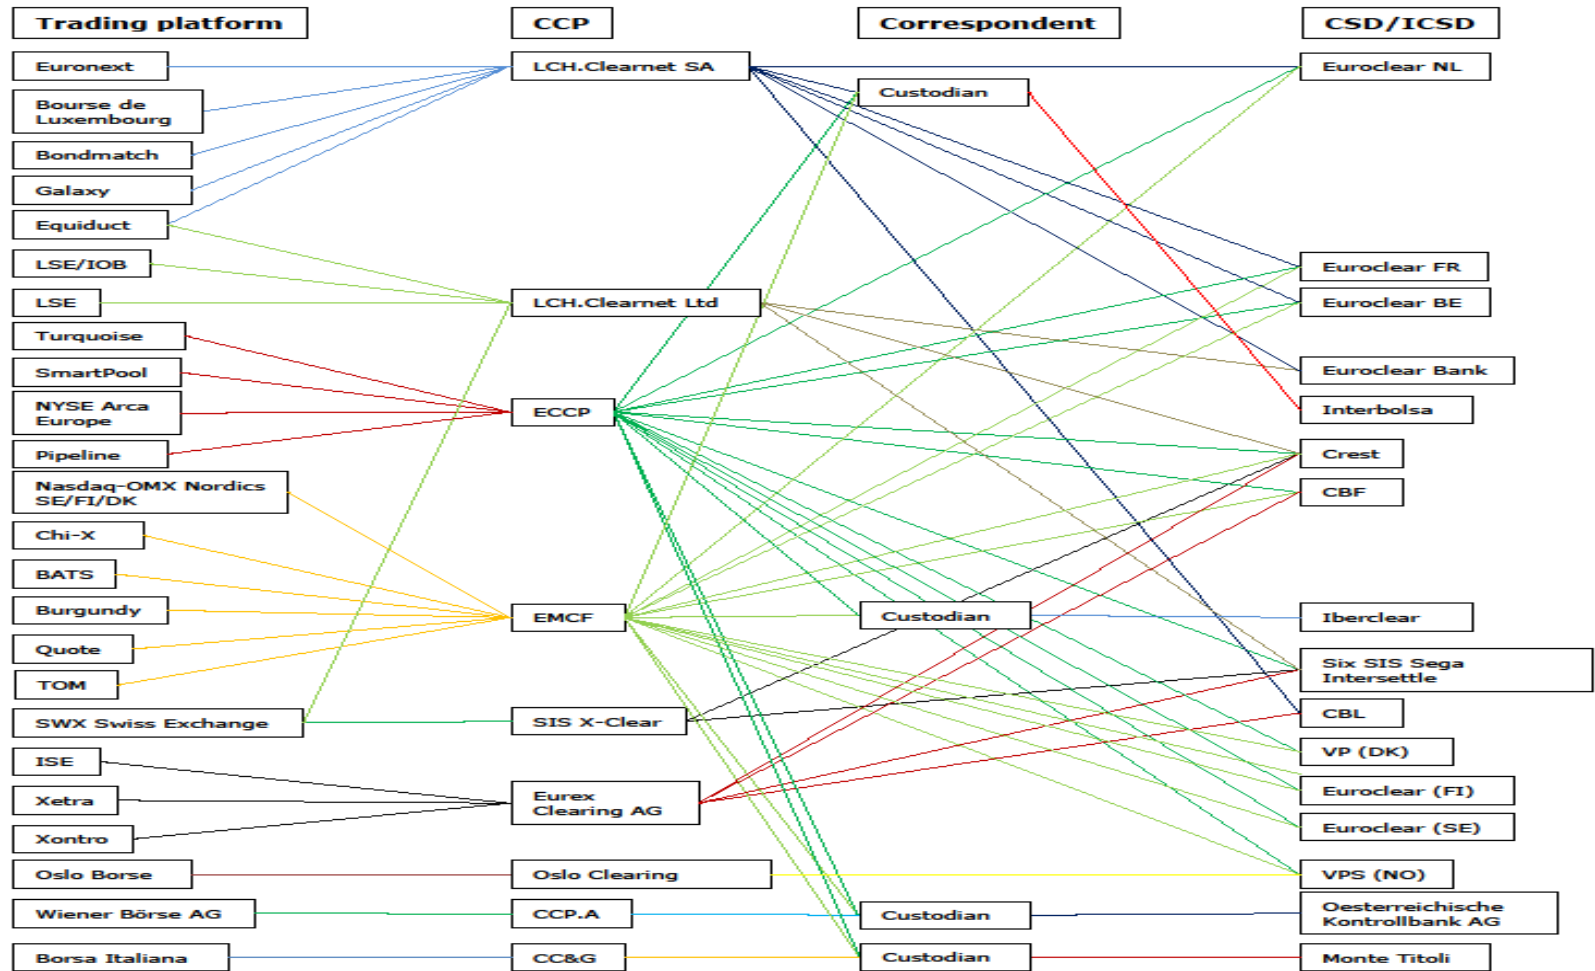 Trading platform
CCP
Correspondent
CSD/ICSD
Euronext
LCH.Clearnet SA
Euroclear NL
Custodian
Bourse de
Luxembourg
Bondmatch
Galaxy
Equiduct
LSE/IOB
Euroclear FR
LSE
LCH.Clearnet Ltd
Euroclear BE
Turquoise
SmartPool
Euroclear Bank
NYSE Arca
Europe
ECCP
Interbolsa
Pipeline
Crest
Nasdaq-OMX Nordics
SE/FI/DK
CBF
Chi-X
BATS
Burgundy
EMCF
Custodian
Iberclear
Quote
Six SIS Sega
Intersettle
TOM
SWX Swiss Exchange
SIS X-Clear
CBL
ISE
VP (DK)
Xetra
Eurex
Clearing AG
Euroclear (FI)
Xontro
Euroclear (SE)
Oslo Borse
Oslo Clearing
VPS (NO)
Wiener Börse AG
CCP.A
Custodian
Oesterreichische
Kontrollbank AG
Borsa Italiana
CC&G
Custodian
Monte Titoli